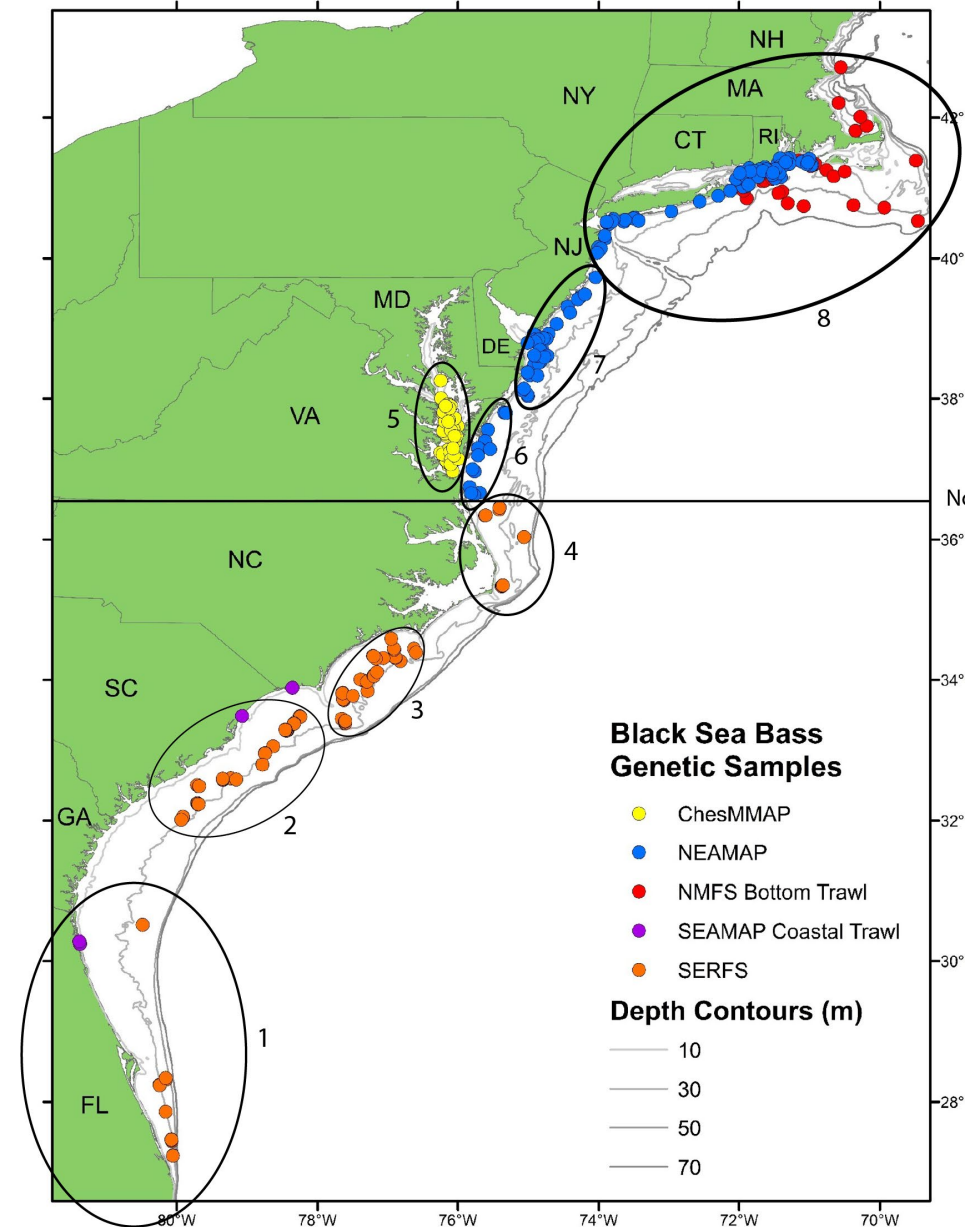 NH
NY
MA
42°
CT
RI
NJ
40°
MD
8
DE
7
38°
5
VA
6
No
36°
4
NC
34°
SC
3
Black Sea Bass
Genetic Samples
ChesMMAP
GA
2
32°
NEAMAP
NMFS Bottom Trawl
SEAMAP Coastal Trawl
SERFS
30°
Depth Contours (m)
1
10
30
FL
28°
50
70
80°W
78°W
76°W
74°W
72°W
70°W